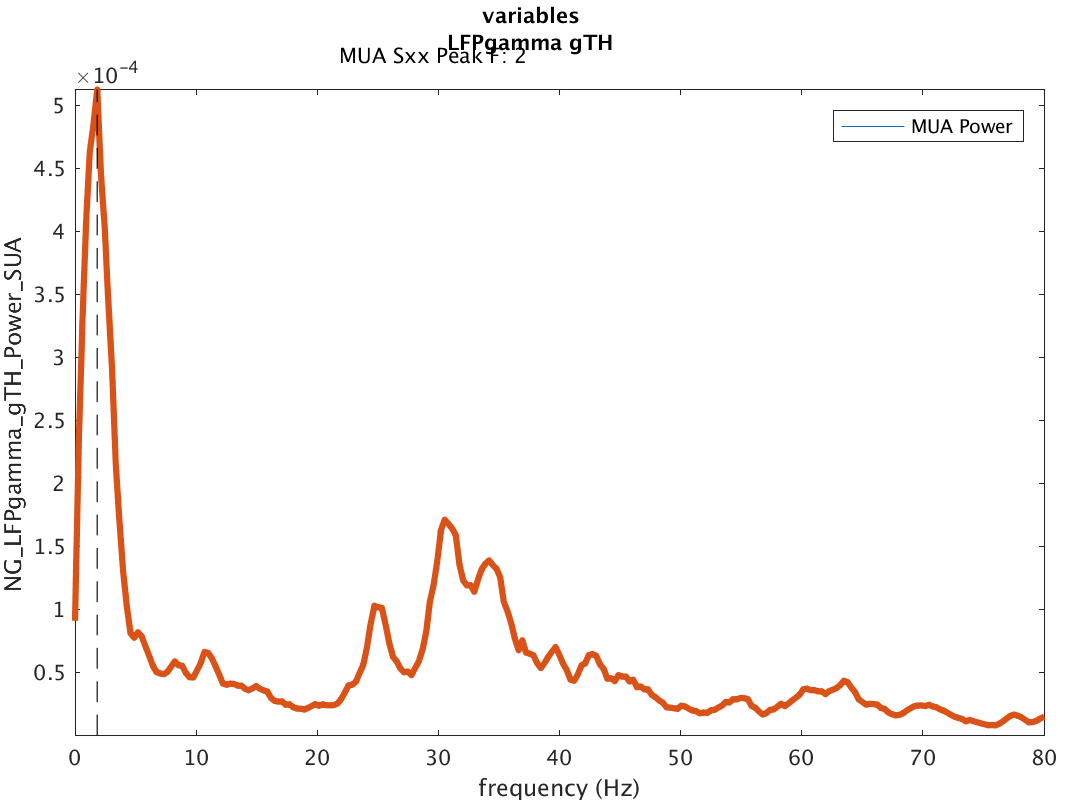 variables
LFPgamma gTH
MUA Sxx Peak F: 2
×10⁻⁴
5
4.5
4
3.5
3
2.5
2
1.5
1
0.5
NG_LFPgamma_gTH_Power_SUA
MUA Power
0 10 20 30 40 50 60 70 80
frequency (Hz)